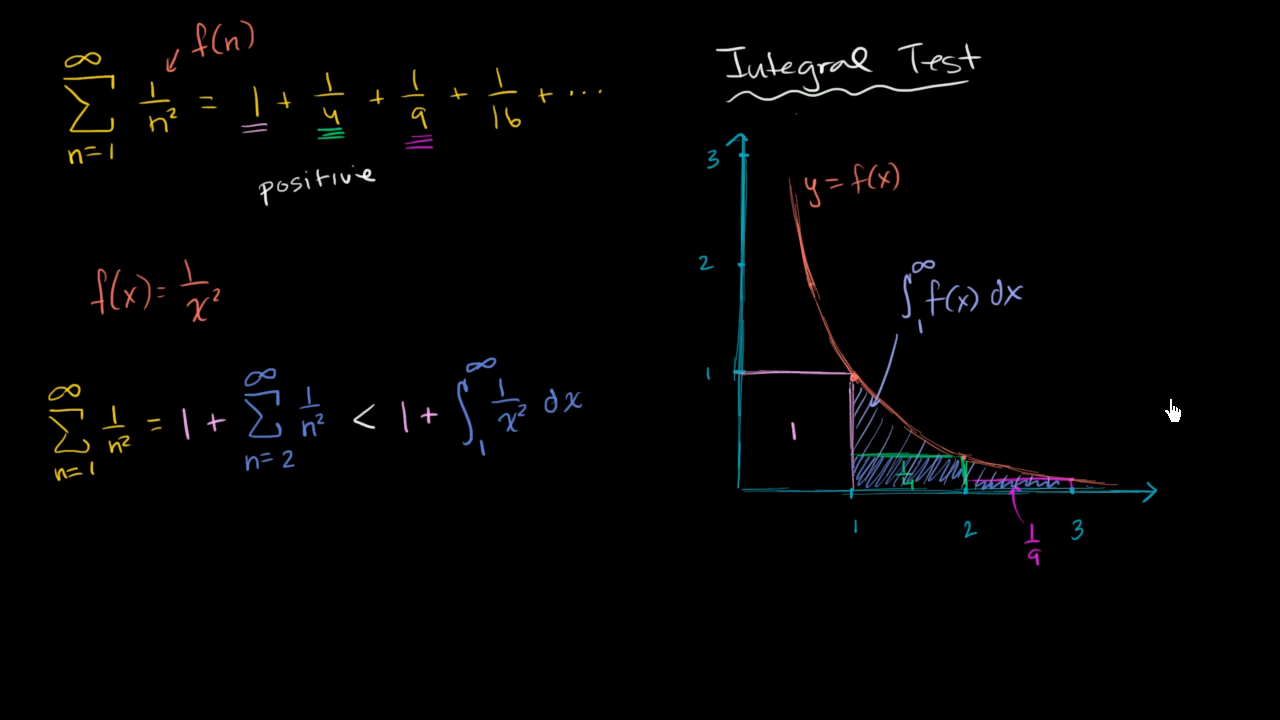 f(n)
∞
∑ 1/n² = 1 + 1/4 + 1/9 + 1/16 + ...
n=1
positive
f(x) = 1/x²
∞ ∞ ∞
∑ 1/n² = 1 + ∑ 1/n² < 1 + ∫ 1/x² dx
n=1 n=2 1
Integral Test
3
y = f(x)
2
∞
∫ f(x) dx
1
1
1
1/4
1 2 3
1/9